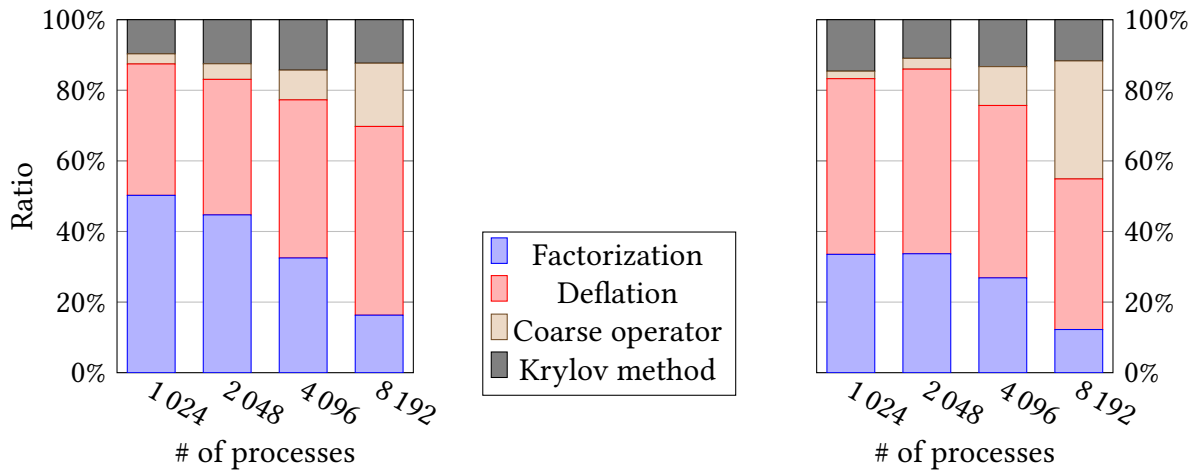 100%
80%
60%
40%
20%
0%
Ratio
1 024
2 048
4 096
8 192
# of processes
Factorization
Deflation
Coarse operator
Krylov method
100%
80%
60%
40%
20%
0%
1 024
2 048
4 096
8 192
# of processes